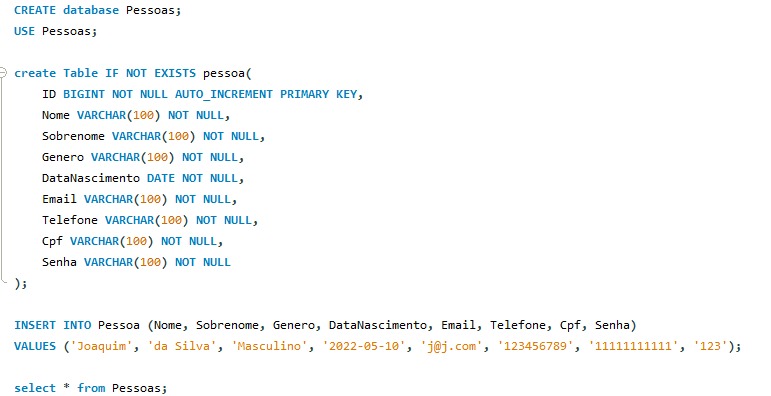 CREATE database Pessoas;
USE Pessoas;
create Table IF NOT EXISTS pessoa(
ID BIGINT NOT NULL AUTO_INCREMENT PRIMARY KEY,
Nome VARCHAR(100) NOT NULL,
Sobrenome VARCHAR(100) NOT NULL,
Genero VARCHAR(100) NOT NULL,
DataNascimento DATE NOT NULL,
Email VARCHAR(100) NOT NULL,
Telefone VARCHAR(100) NOT NULL,
Cpf VARCHAR(100) NOT NULL,
Senha VARCHAR(100) NOT NULL
);
INSERT INTO Pessoa (Nome, Sobrenome, Genero, DataNascimento, Email, Telefone, Cpf, Senha)
VALUES ('Joaquim', 'da Silva', 'Masculino', '2022-05-10', 'j@j.com', '123456789', '11111111111', '123');
select * from Pessoas;